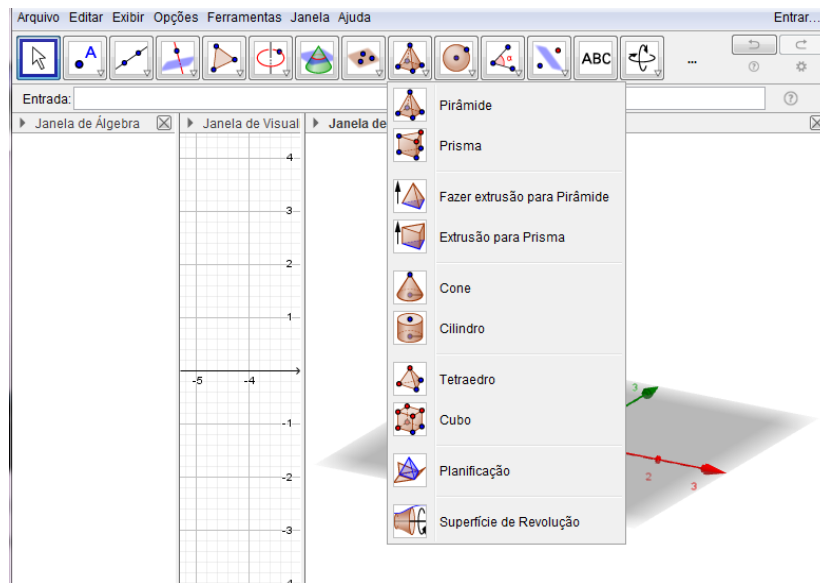 Arquivo Editar Exibir Opções Ferramentas Janela Ajuda Entrar...
A α ABC ...
Entrada:
Janela de Álgebra Janela de Visual Janela de
Pirâmide
Prisma
Fazer extrusão para Pirâmide
Extrusão para Prisma
Cone
Cilindro
Tetraedro
Cubo
Planificação
Superfície de Revolução
4
3
2
1
-5 -4
-1
-2
-3
3
2
3